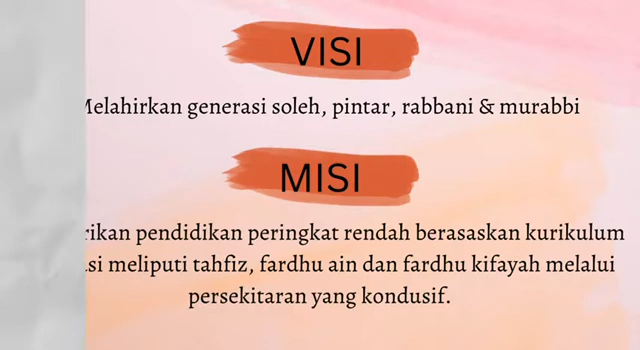 VISI
Melahirkan generasi soleh, pintar, rabbani & murabbi
MISI
pendidikan peringkat rendah berasaskan kurikulum
meliputi tahfiz, fardhu ain dan fardhu kifayah melalui
persekitaran yang kondusif.